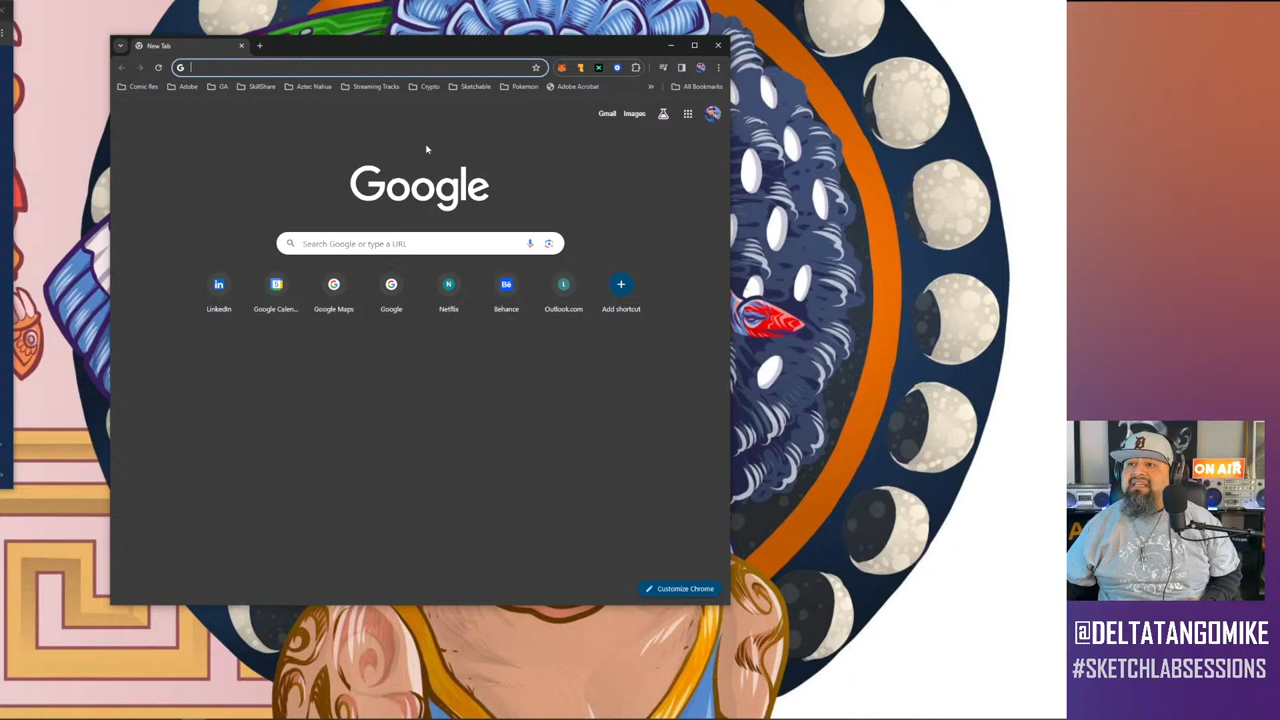 New Tab
G
Comic Res Adobe GA SkillShare Aztec Nahua Streaming Tracks Crypto Sketchable Pokemon Adobe Acrobat » All Bookmarks
Gmail Images
Google
Search Google or type a URL
in Bē
N L
LinkedIn Google Calen... Google Maps Google Netflix Behance Outlook.com Add shortcut
Customize Chrome
ON AIR
@DELTATANGOMIKE
#SKETCHLABSESSIONS